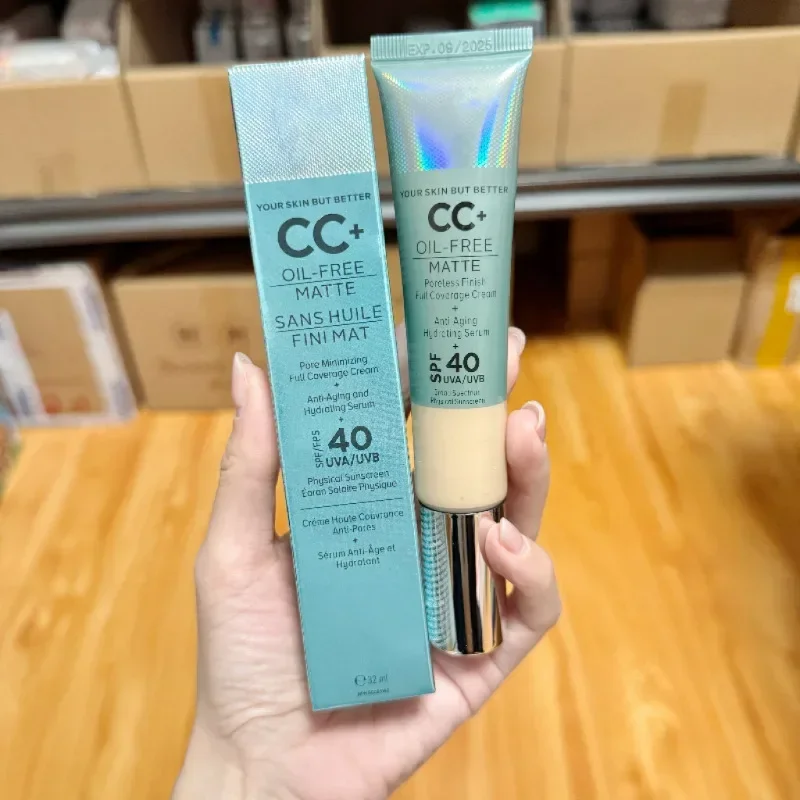 YOUR SKIN BUT BETTER
CC+
OIL-FREE
MATTE
SANS HUILE
FINI MAT
Pore Minimizing
Full Coverage Cream
+
Anti-Aging and
Hydrating Serum
+
SPF/FPS 40
UVA/UVB
Physical Sunscreen
Écran Solaire Physique
Crème Haute Couvrance
Anti-Pores
+
Sérum Anti-Âge et
Hydratant
℮32 ml
EXP.09/2025
YOUR SKIN BUT BETTER
CC+
OIL-FREE
MATTE
Poreless Finish
Full Coverage Cream
+
Anti-Aging
Hydrating Serum
+
SPF 40
UVA/UVB
Physical Sunscreen